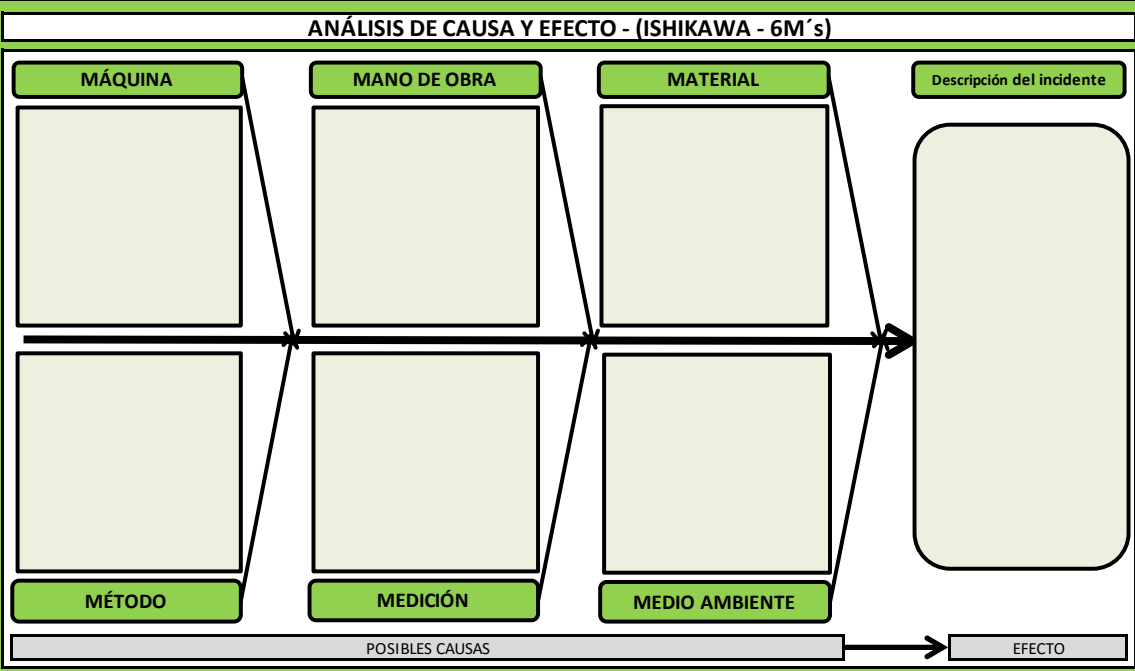 ANÁLISIS DE CAUSA Y EFECTO - (ISHIKAWA - 6M´s)
MÁQUINA
MANO DE OBRA
MATERIAL
Descripción del incidente
MÉTODO
MEDICIÓN
MEDIO AMBIENTE
POSIBLES CAUSAS
EFECTO